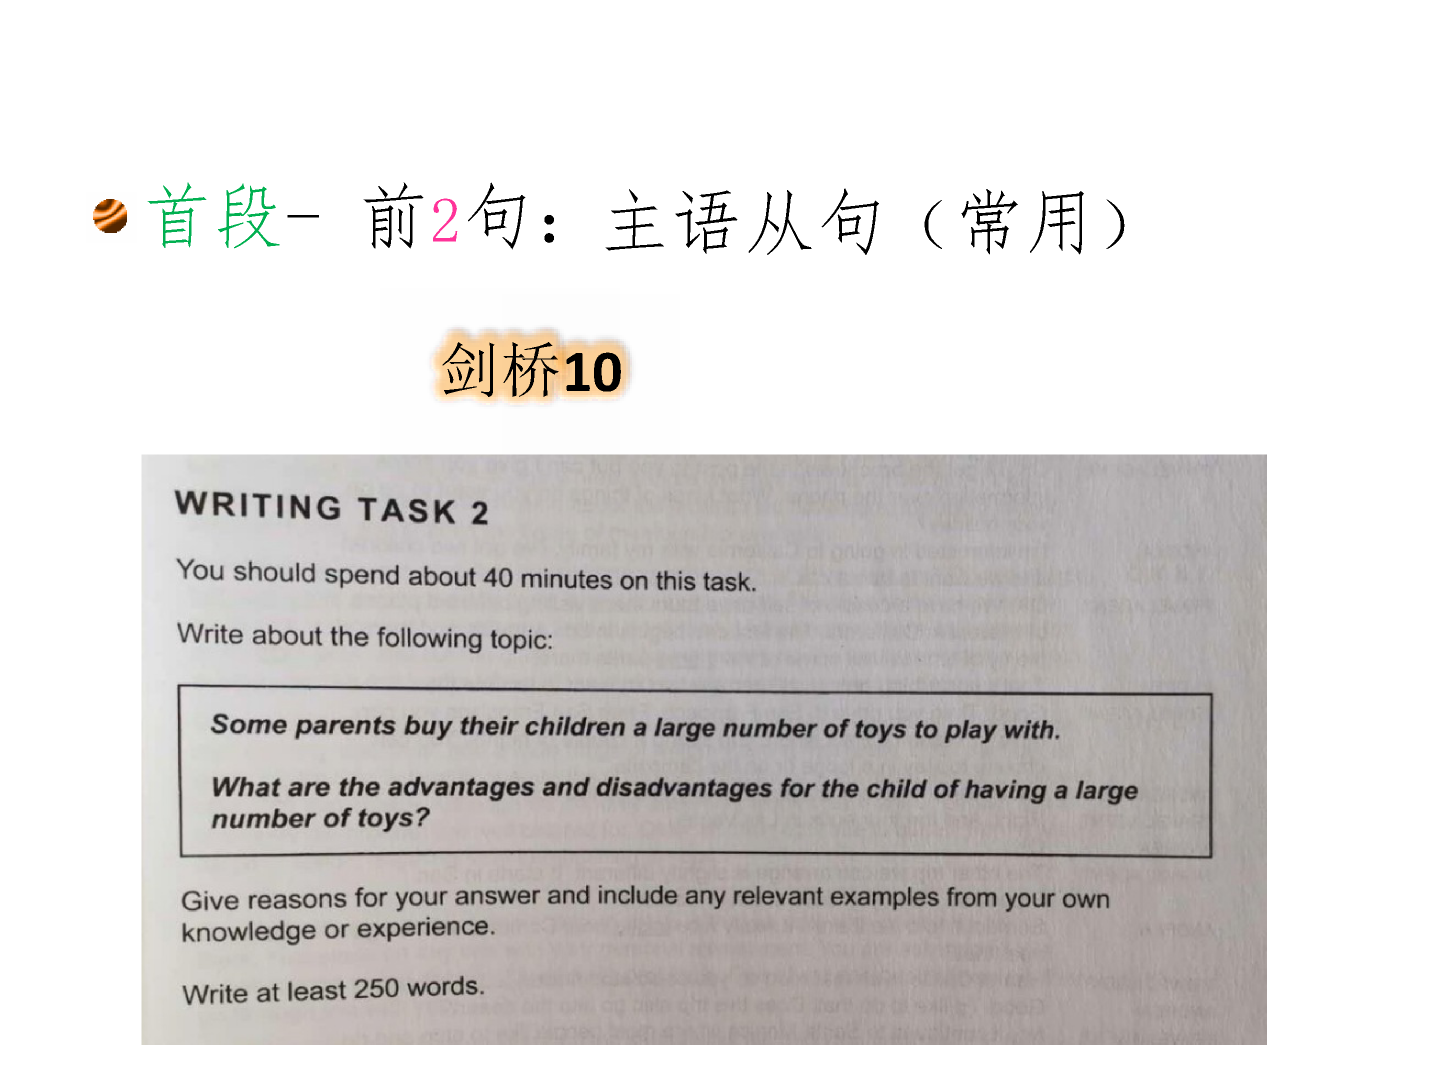 首段- 前2句：主语从句（常用）
剑桥10
WRITING TASK 2
You should spend about 40 minutes on this task.
Write about the following topic:
Some parents buy their children a large number of toys to play with.
What are the advantages and disadvantages for the child of having a large
number of toys?
Give reasons for your answer and include any relevant examples from your own
knowledge or experience.
Write at least 250 words.